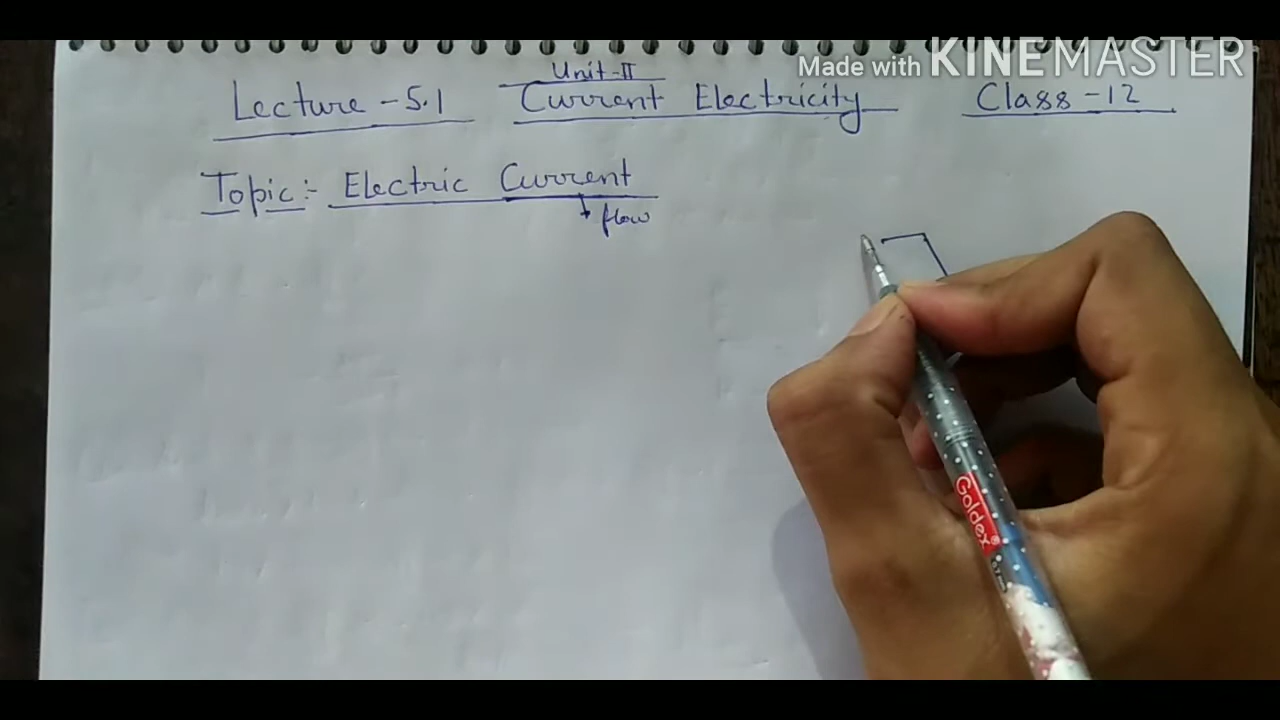 Made with KINEMASTER
Unit-II
Lecture - 5.1 Current Electricity Class - 12
Topic :- Electric Current
flow
Goldex